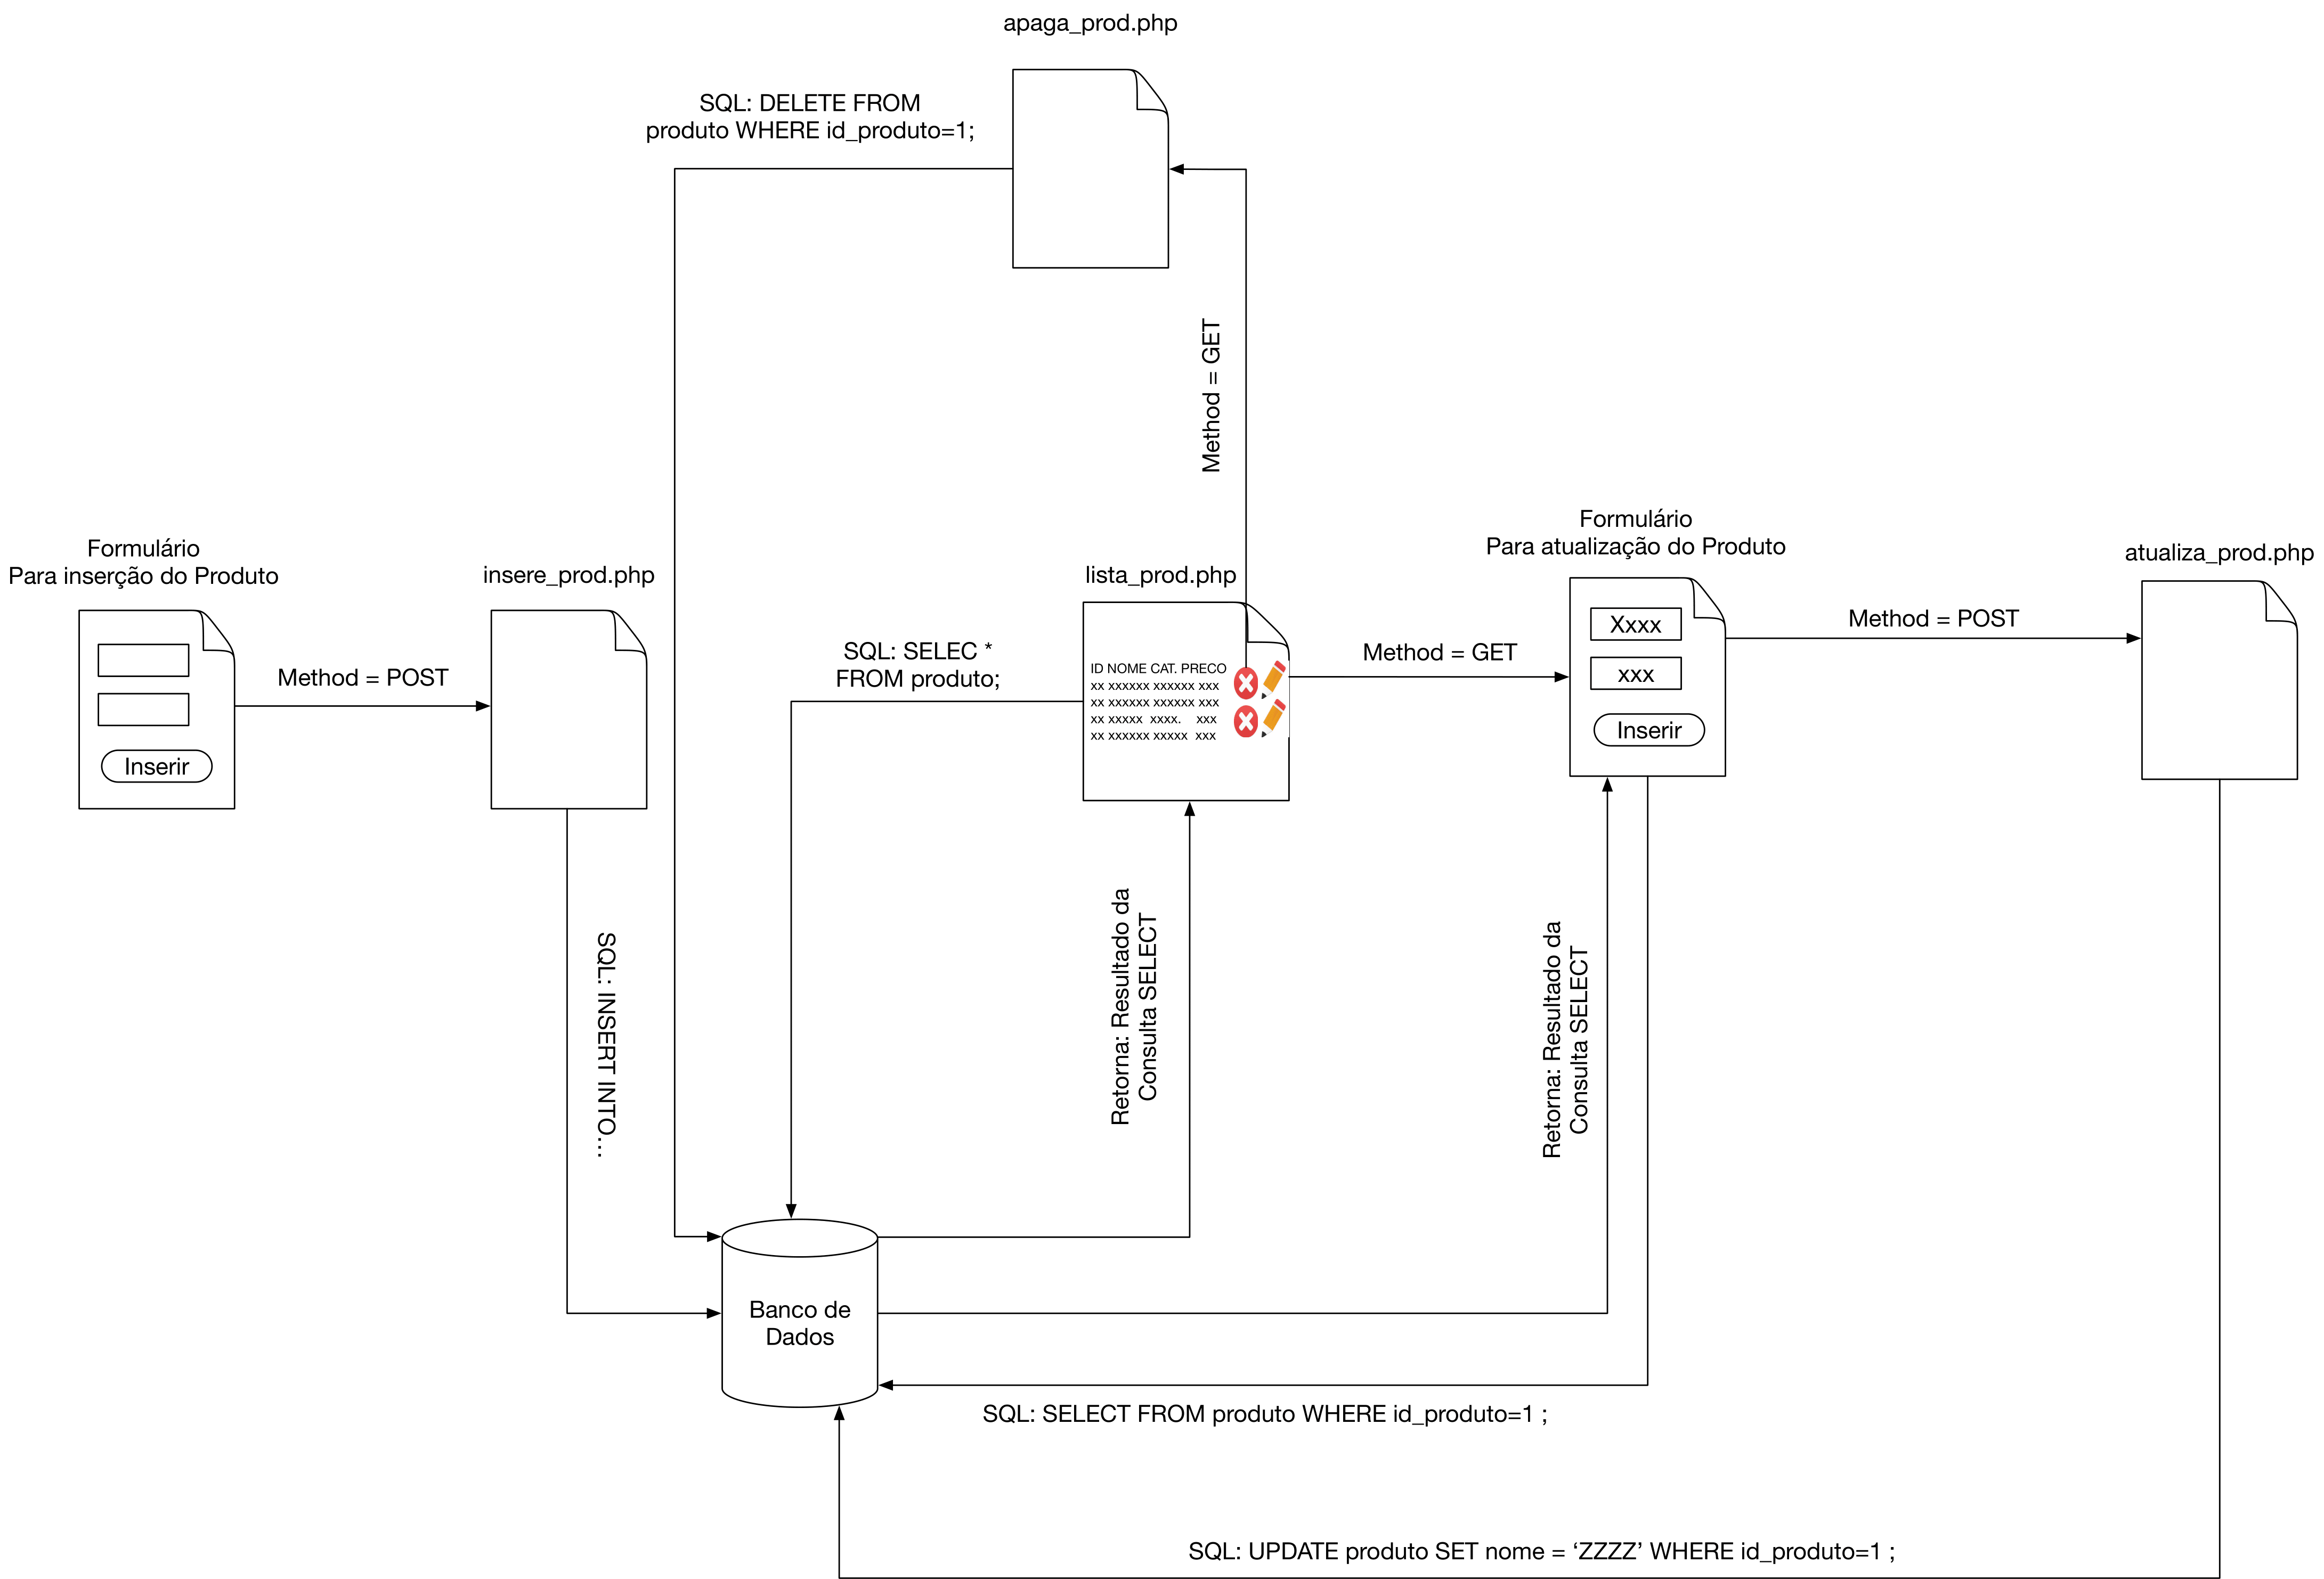 apaga_prod.php
SQL: DELETE FROM
produto WHERE id_produto=1;
Method = GET
Formulário
Para inserção do Produto
Inserir
Method = POST
insere_prod.php
SQL: INSERT INTO...
lista_prod.php
ID NOME CAT. PRECO
xx xxxxxx xxxxxx xxx
xx xxxxxx xxxxxx xxx
xx xxxxx xxxx. xxx
xx xxxxxx xxxxx xxx
SQL: SELEC *
FROM produto;
Retorna: Resultado da
Consulta SELECT
Method = GET
Formulário
Para atualização do Produto
Xxxx
xxx
Inserir
Method = POST
atualiza_prod.php
Retorna: Resultado da
Consulta SELECT
Banco de
Dados
SQL: SELECT FROM produto WHERE id_produto=1 ;
SQL: UPDATE produto SET nome = ‘ZZZZ’ WHERE id_produto=1 ;